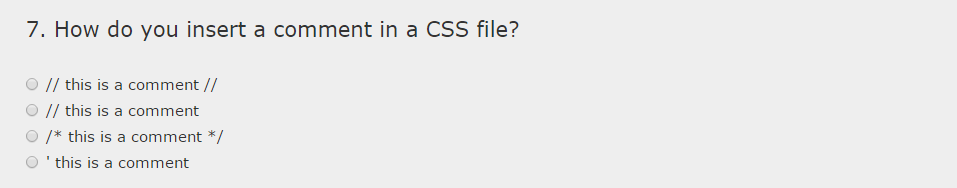 7. How do you insert a comment in a CSS file?
// this is a comment //
// this is a comment
/* this is a comment */
' this is a comment